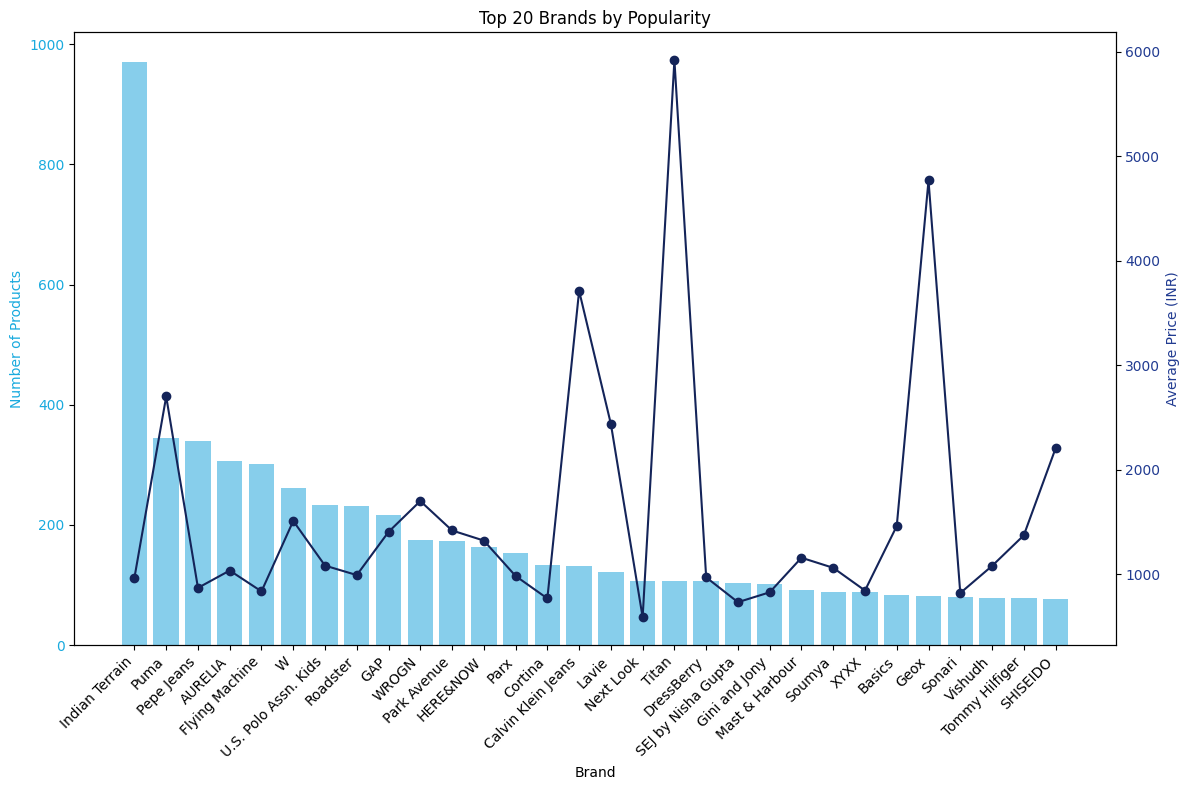 Top 20 Brands by Popularity
Number of Products
1000
800
600
400
200
0
6000
5000
4000
3000
2000
1000
Average Price (INR)
Indian Terrain
Puma
Pepe Jeans
AURELIA
Flying Machine
W
U.S. Polo Assn. Kids
Roadster
GAP
WROGN
Park Avenue
HERE&NOW
Parx
Cortina
Calvin Klein Jeans
Lavie
Next Look
Titan
DressBerry
SEJ by Nisha Gupta
Gini and Jony
Mast & Harbour
Soumya
XYXX
Basics
Geox
Sonari
Vishudh
Tommy Hilfiger
SHISEIDO
Brand